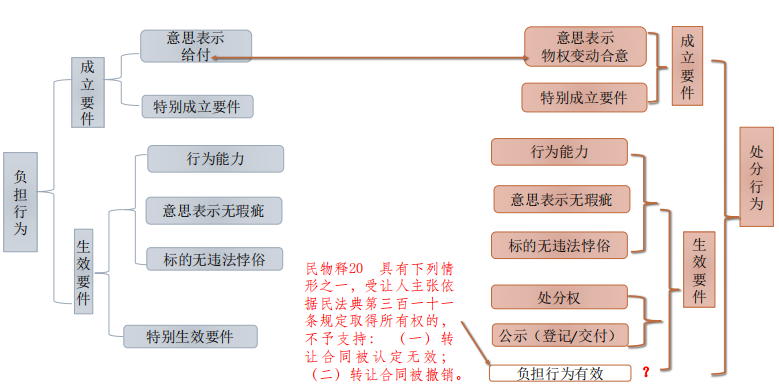 负担行为
成立要件
意思表示
给付
特别成立要件
生效要件
行为能力
意思表示无瑕疵
标的无违法悖俗
特别生效要件
民物释20 具有下列情
形之一，受让人主张依
据民法典第三百一十一
条规定取得所有权的，
不予支持： （一）转
让合同被认定无效；
（二）转让合同被撤销。
意思表示
物权变动合意
特别成立要件
成立要件
行为能力
意思表示无瑕疵
标的无违法悖俗
处分权
公示（登记/交付）
负担行为有效
？
生效要件
处分行为